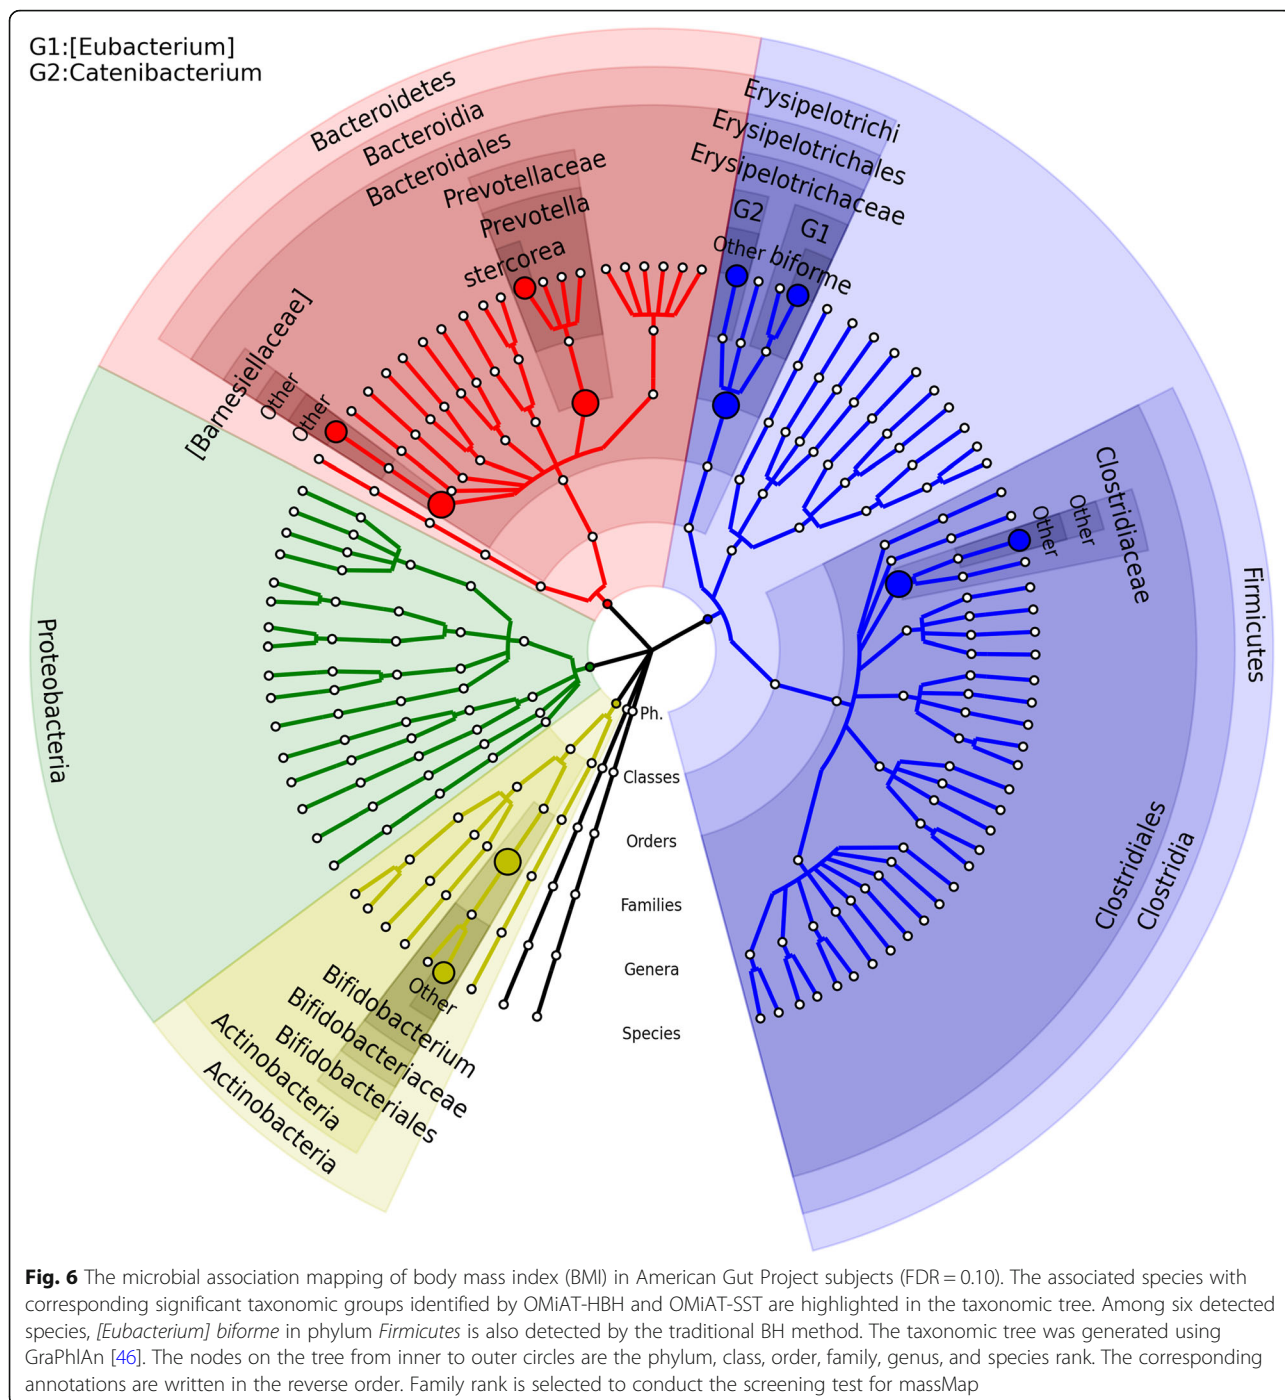 G1:[Eubacterium]
G2:Catenibacterium
Bacteroidetes
Bacteroidia
Bacteroidales
Prevotellaceae
Prevotella
stercorea
[Barnesiellaceae]
Other
Other
Erysipelotrichi
Erysipelotrichales
Erysipelotrichaceae
G2
G1
Other
biforme
Clostridiaceae
Other
Other
Firmicutes
Clostridiales
Clostridia
Proteobacteria
Ph.
Classes
Orders
Families
Genera
Species
Other
Bifidobacterium
Bifidobacteriaceae
Bifidobacteriales
Actinobacteria
Actinobacteria
Fig. 6 The microbial association mapping of body mass index (BMI) in American Gut Project subjects (FDR = 0.10). The associated species with
corresponding significant taxonomic groups identified by OMiAT-HBH and OMiAT-SST are highlighted in the taxonomic tree. Among six detected
species, [Eubacterium] biforme in phylum Firmicutes is also detected by the traditional BH method. The taxonomic tree was generated using
GraPhlAn [46]. The nodes on the tree from inner to outer circles are the phylum, class, order, family, genus, and species rank. The corresponding
annotations are written in the reverse order. Family rank is selected to conduct the screening test for massMap